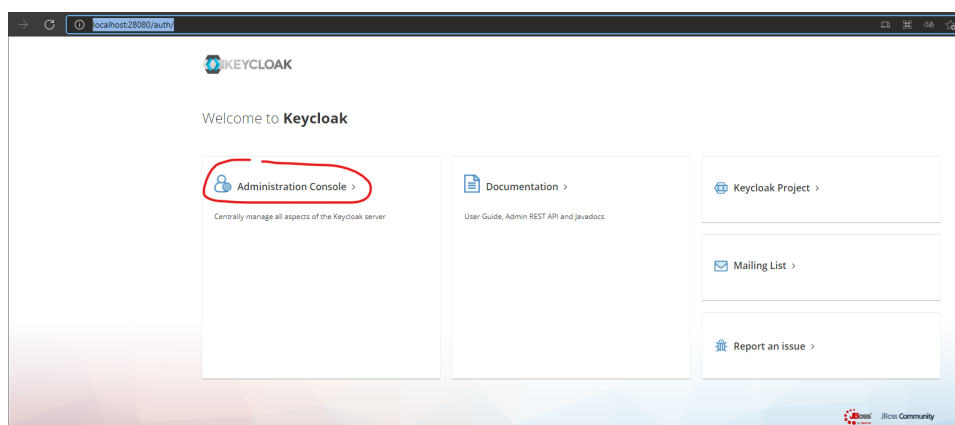 localhost:28080/auth/
KEYCLOAK
Welcome to Keycloak
Administration Console >
Centrally manage all aspects of the Keycloak server
Documentation >
User Guide, Admin REST API and Javadocs
Keycloak Project >
Mailing List >
Report an issue >
JBoss JBoss Community